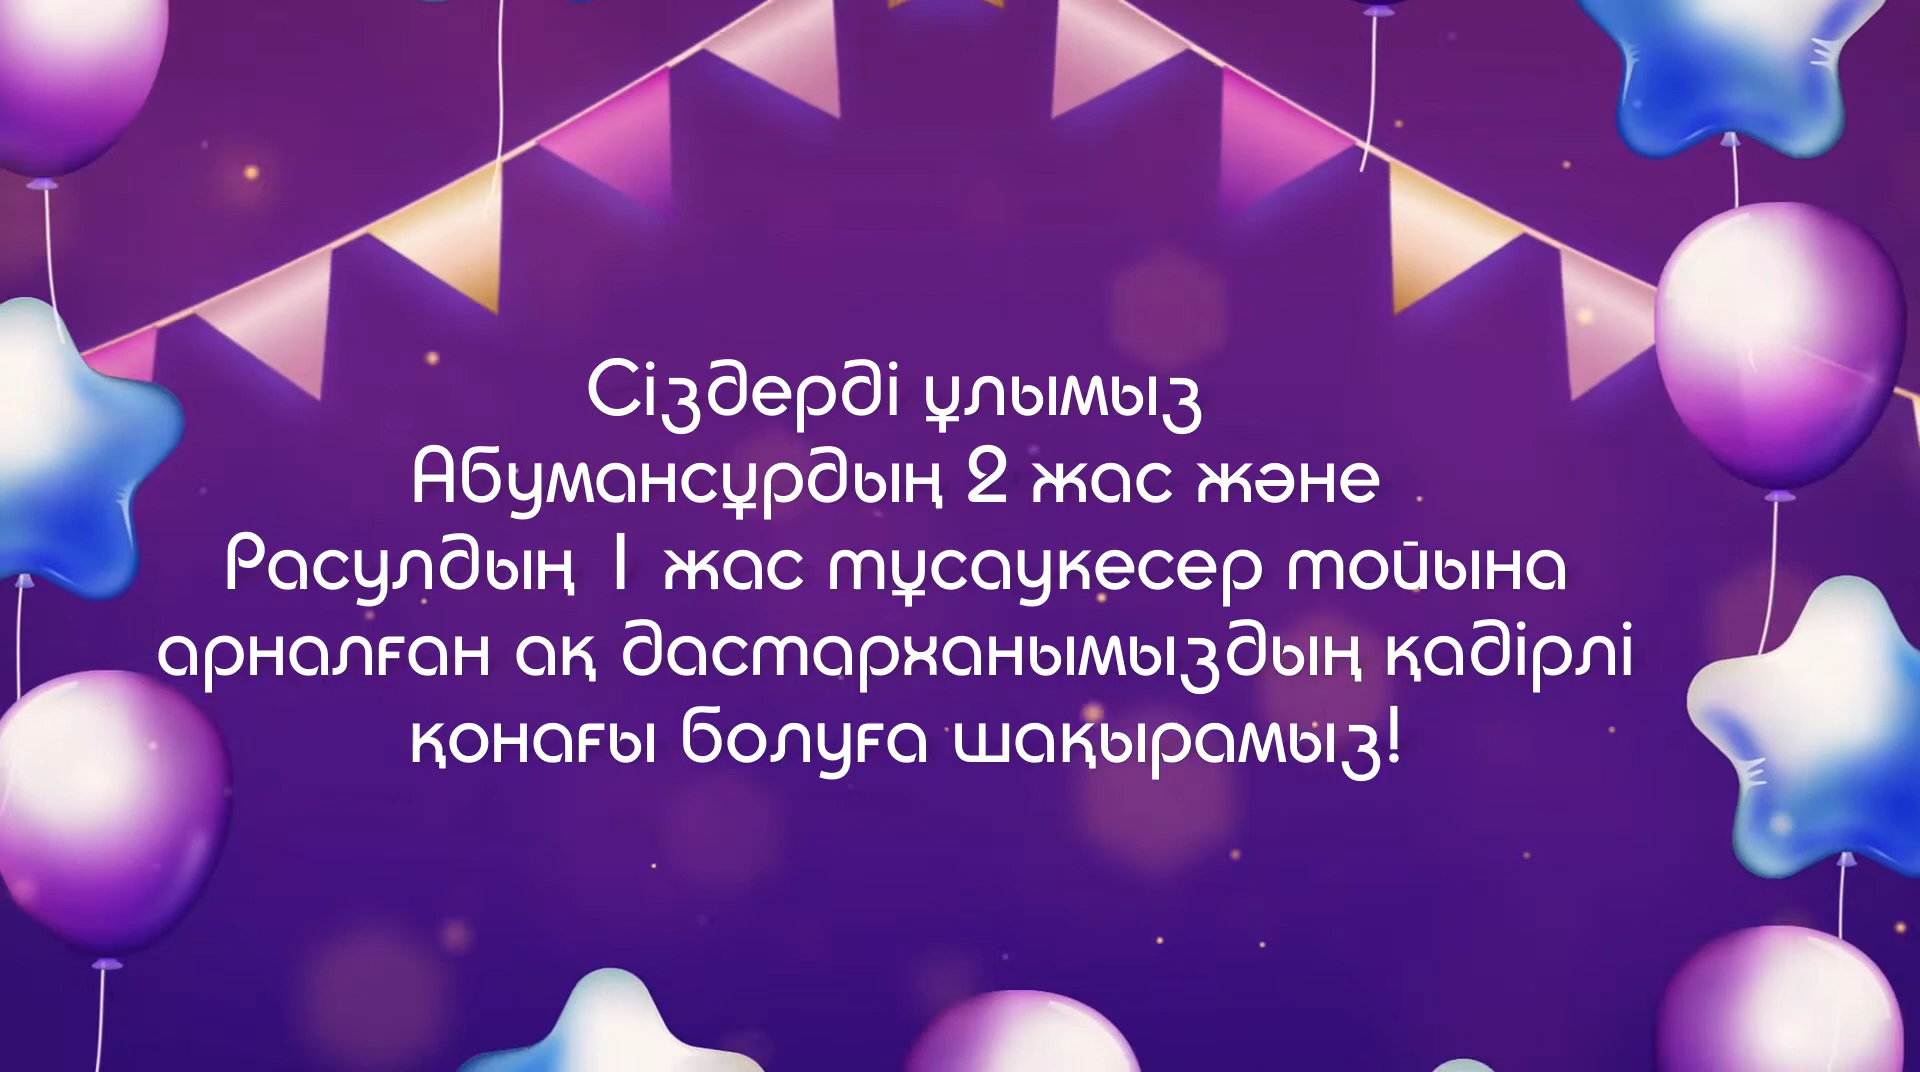 Сіздерді ұлымыз
Абумансұрдың 2 жас және
Расулдың 1 жас тұсаукесер тойына
арналған ақ дастарханымыздың қадірлі
қонағы болуға шақырамыз!